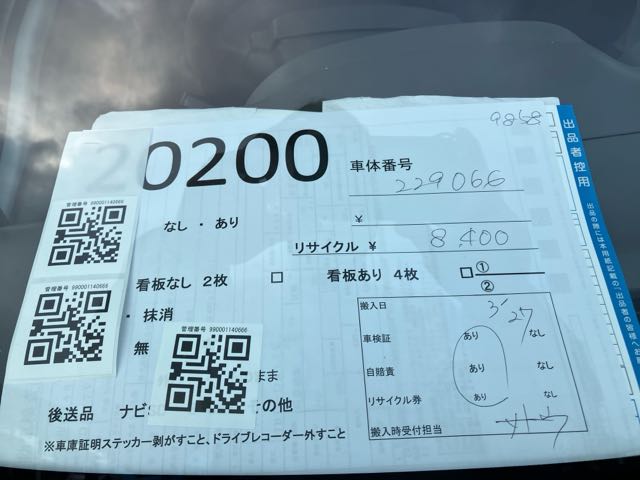 9858
0200
車体番号
229066
管理番号 990001140666
なし ・ あり
¥
リサイクル ¥ 8,400
看板なし 2枚 □ 看板あり 4枚 □ ①
②
管理番号 990001140666
・ 抹消
無
管理番号 990001140666
まま
後送品 ナビ その他
※車庫証明ステッカー剥がすこと、ドライブレコーダー外すこと
搬入日 3-27
車検証 あり なし
自賠責 あり なし
リサイクル券 あり なし
搬入時受付担当
出品者控用